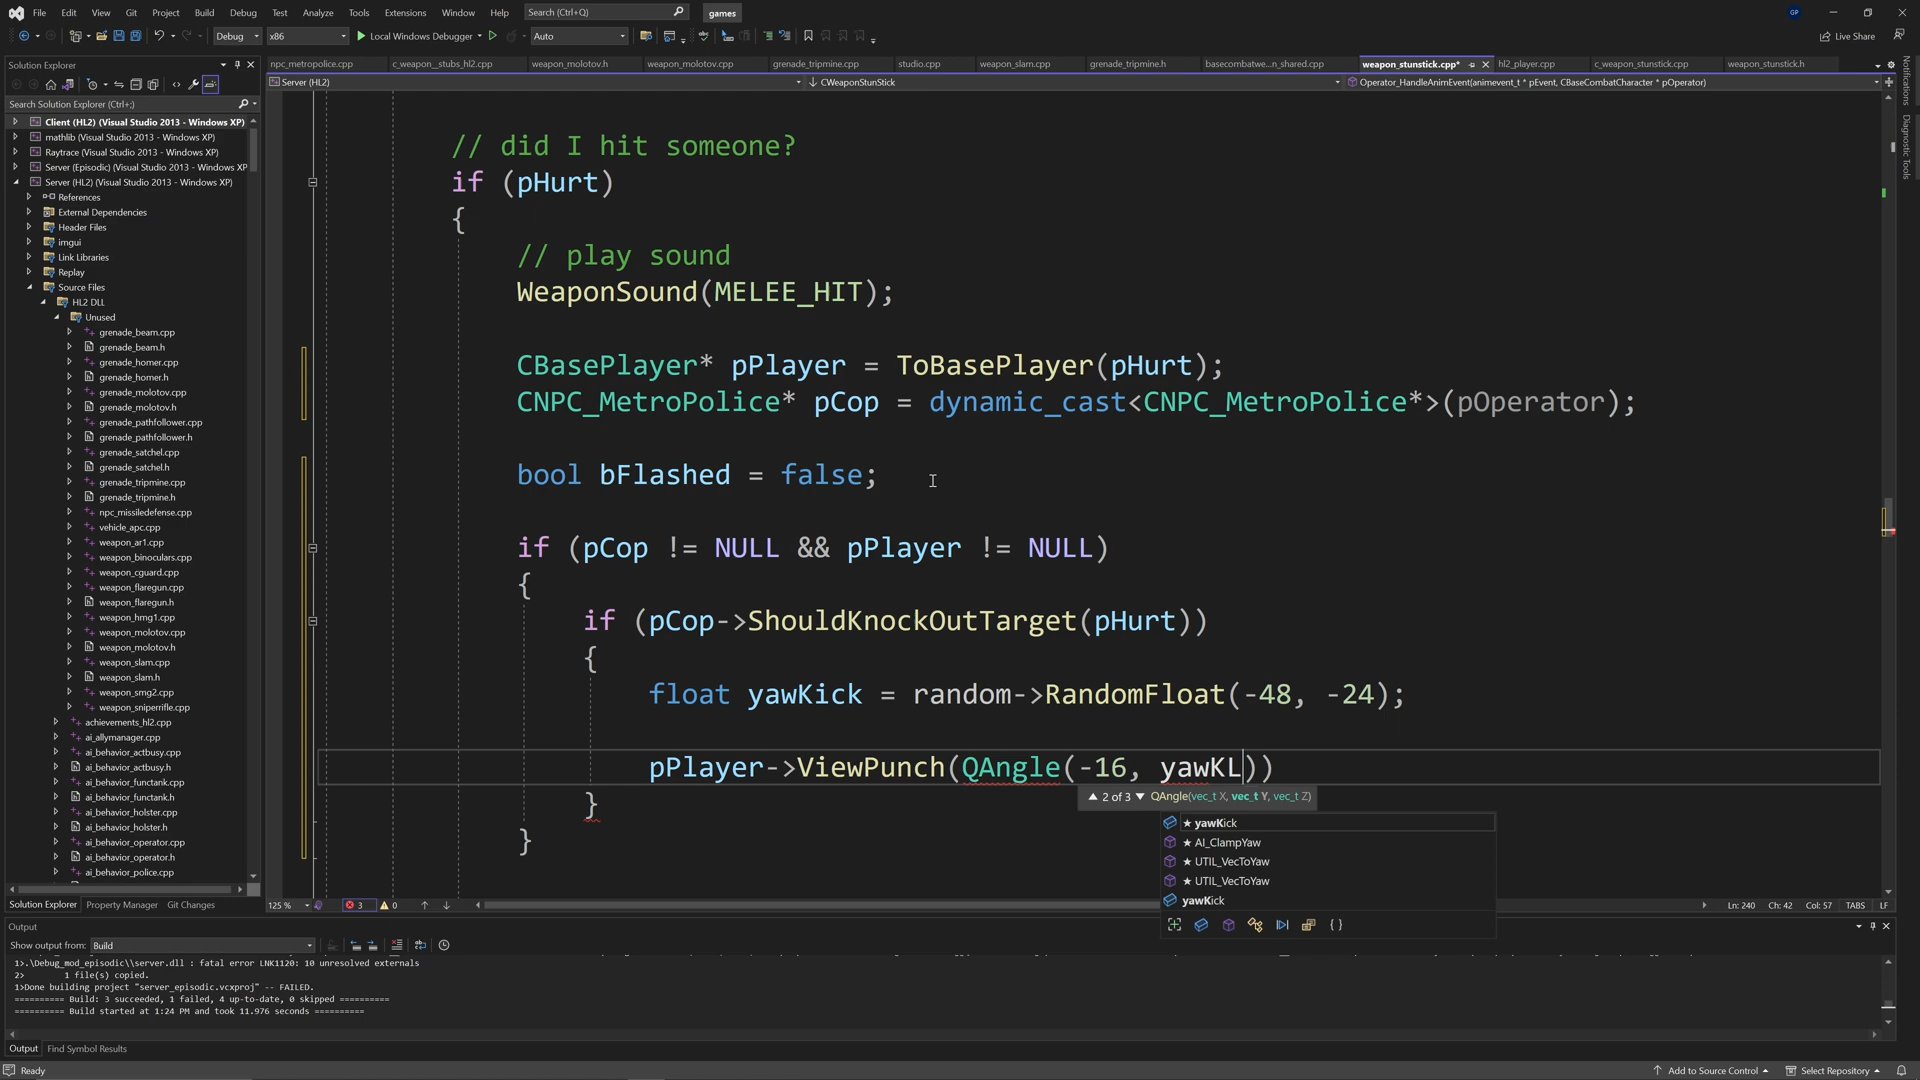 File Edit View Git Project Build Debug Test Analyze Tools Extensions Window Help Search (Ctrl+Q) games GP
Debug x86 Local Windows Debugger Auto Live Share
Solution Explorer
Search Solution Explorer (Ctrl+;)
Client (HL2) (Visual Studio 2013 - Windows XP)
mathlib (Visual Studio 2013 - Windows XP)
Raytrace (Visual Studio 2013 - Windows XP)
Server (Episodic) (Visual Studio 2013 - Windows XP
Server (HL2) (Visual Studio 2013 - Windows XP)
References
External Dependencies
Header Files
imgui
Link Libraries
Replay
Source Files
HL2 DLL
Unused
grenade_beam.cpp
grenade_beam.h
grenade_homer.cpp
grenade_homer.h
grenade_molotov.cpp
grenade_molotov.h
grenade_pathfollower.cpp
grenade_pathfollower.h
grenade_satchel.cpp
grenade_satchel.h
grenade_tripmine.cpp
grenade_tripmine.h
npc_missiledefense.cpp
vehicle_apc.cpp
weapon_ar1.cpp
weapon_binoculars.cpp
weapon_cguard.cpp
weapon_flaregun.cpp
weapon_flaregun.h
weapon_hmg1.cpp
weapon_molotov.cpp
weapon_molotov.h
weapon_slam.cpp
weapon_slam.h
weapon_smg2.cpp
weapon_sniperrifle.cpp
achievements_hl2.cpp
ai_allymanager.cpp
ai_behavior_actbusy.cpp
ai_behavior_actbusy.h
ai_behavior_functank.cpp
ai_behavior_functank.h
ai_behavior_holster.cpp
ai_behavior_holster.h
ai_behavior_operator.cpp
ai_behavior_operator.h
ai_behavior_police.cpp
Solution Explorer Property Manager Git Changes
npc_metropolice.cpp c_weapon__stubs_hl2.cpp weapon_molotov.h weapon_molotov.cpp grenade_tripmine.cpp studio.cpp weapon_slam.cpp grenade_tripmine.h basecombatwe...n_shared.cpp weapon_stunstick.cpp* hl2_player.cpp c_weapon_stunstick.cpp weapon_stunstick.h
Server (HL2) CWeaponStunStick Operator_HandleAnimEvent(animevent_t * pEvent, CBaseCombatCharacter * pOperator)
// did I hit someone?
if (pHurt)
{
// play sound
WeaponSound(MELEE_HIT);
CBasePlayer* pPlayer = ToBasePlayer(pHurt);
CNPC_MetroPolice* pCop = dynamic_cast<CNPC_MetroPolice*>(pOperator);
bool bFlashed = false;
if (pCop != NULL && pPlayer != NULL)
{
if (pCop->ShouldKnockOutTarget(pHurt))
{
float yawKick = random->RandomFloat(-48, -24);
pPlayer->ViewPunch(QAngle(-16, yawKL))
2 of 3 QAngle(vec_t X, vec_t Y, vec_t Z)
}
★ yawKick
★ AI_ClampYaw
}
★ UTIL_VecToYaw
★ UTIL_VecToYaw
yawKick
{ }
125 % 3 0 Ln: 240 Ch: 42 Col: 57 TABS LF
Notifications
Diagnostic Tools
Output
Show output from: Build
1>.\Debug_mod_episodic\\server.dll : fatal error LNK1120: 10 unresolved externals
2> 1 file(s) copied.
1>Done building project "server_episodic.vcxproj" -- FAILED.
========== Build: 3 succeeded, 1 failed, 4 up-to-date, 0 skipped ==========
========== Build started at 1:24 PM and took 11.976 seconds ==========
Output Find Symbol Results
Ready Add to Source Control Select Repository